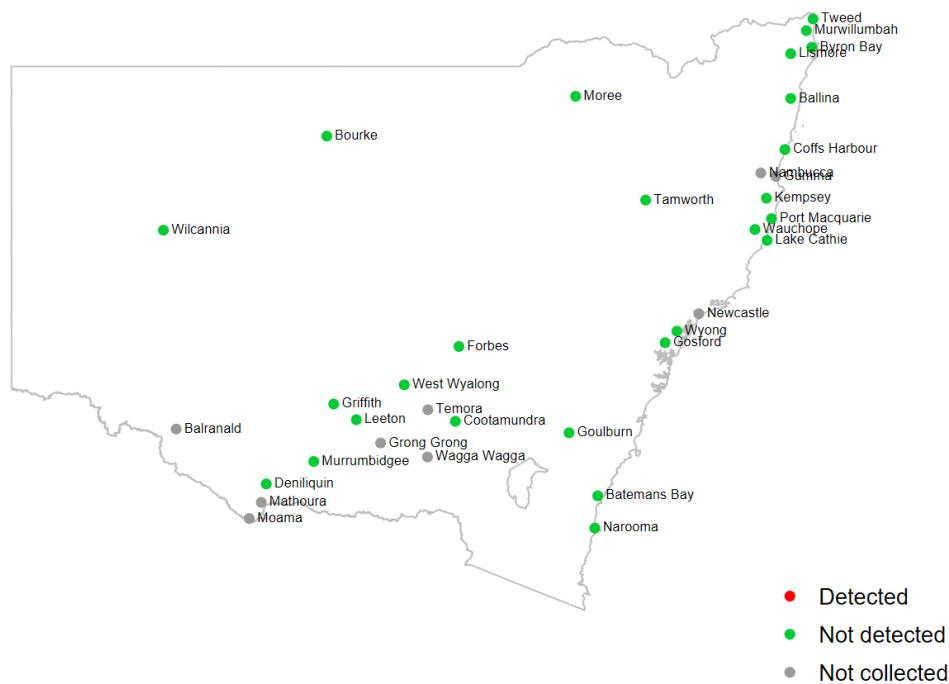 Tweed
Murwillumbah
Byron Bay
Lismore
Moree
Ballina
Bourke
Coffs Harbour
Nambucca
Gumma
Kempsey
Tamworth
Port Macquarie
Wauchope
Wilcannia
Lake Cathie
Newcastle
Wyong
Gosford
Forbes
West Wyalong
Griffith
Temora
Leeton
Cootamundra
Balranald
Goulburn
Grong Grong
Wagga Wagga
Murrumbidgee
Deniliquin
Batemans Bay
Mathoura
Moama
Narooma
Detected
Not detected
Not collected